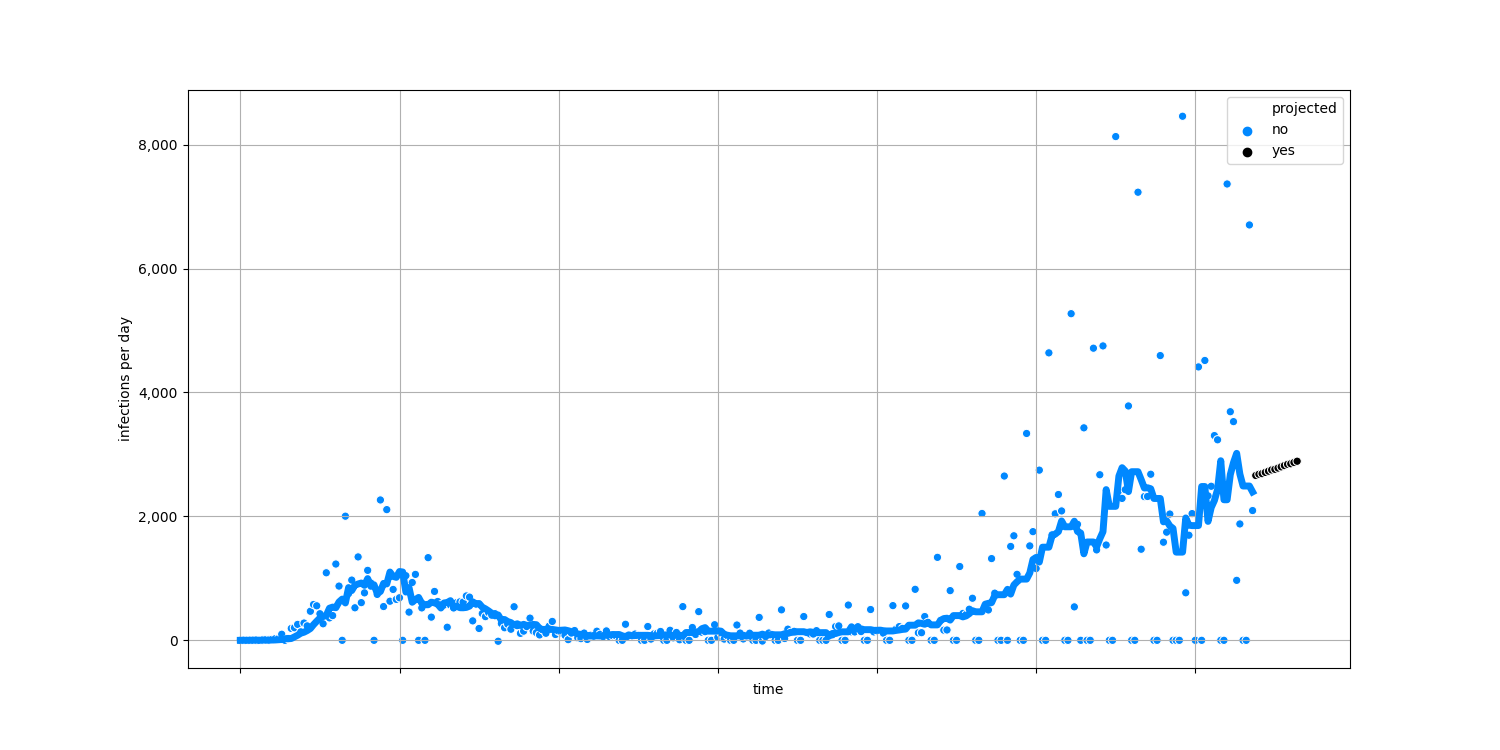 projected
no
yes
8,000
6,000
4,000
2,000
0
infections per day
time